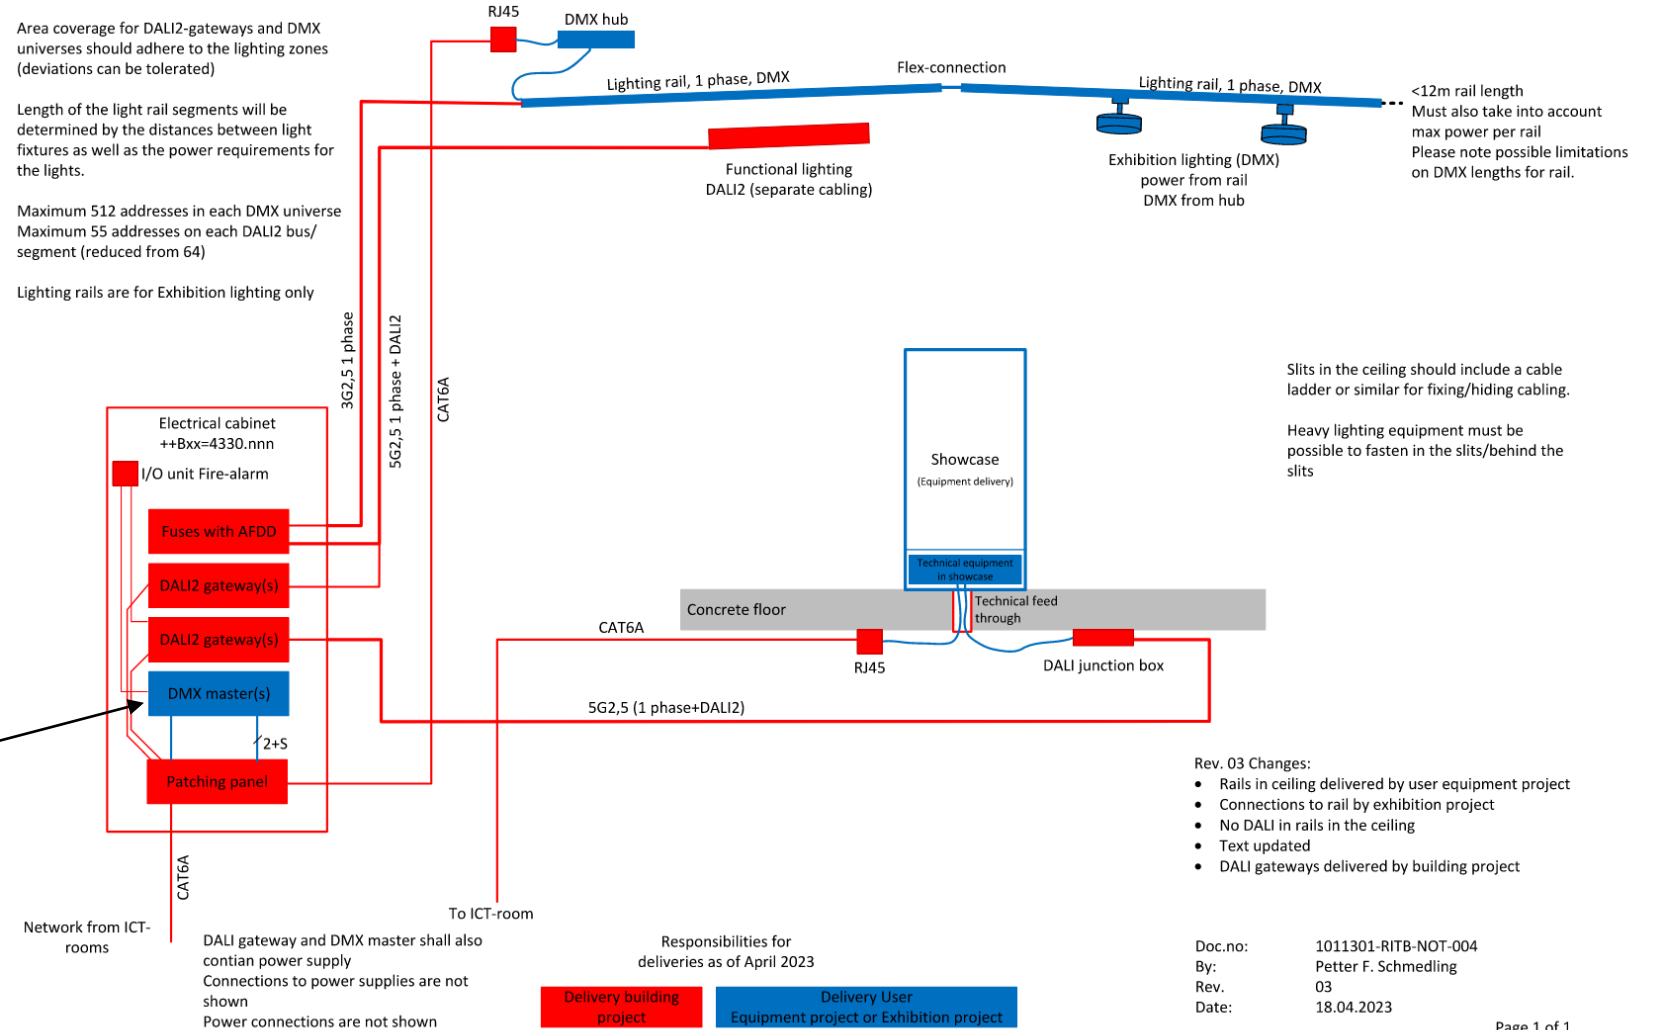 Area coverage for DALI2-gateways and DMX
universes should adhere to the lighting zones
(deviations can be tolerated)
Length of the light rail segments will be
determined by the distances between light
fixtures as well as the power requirements for
the lights.
Maximum 512 addresses in each DMX universe
Maximum 55 addresses on each DALI2 bus/
segment (reduced from 64)
Lighting rails are for Exhibition lighting only
RJ45
DMX hub
Lighting rail, 1 phase, DMX
Flex-connection
Lighting rail, 1 phase, DMX
<12m rail length
Must also take into account
max power per rail
Please note possible limitations
on DMX lengths for rail.
Functional lighting
DALI2 (separate cabling)
Exhibition lighting (DMX)
power from rail
DMX from hub
3G2,5 1 phase
5G2,5 1 phase + DALI2
CAT6A
Slits in the ceiling should include a cable
ladder or similar for fixing/hiding cabling.
Heavy lighting equipment must be
possible to fasten in the slits/behind the
slits
Electrical cabinet
++Bxx=4330.nnn
I/O unit Fire-alarm
Fuses with AFDD
DALI2 gateway(s)
DALI2 gateway(s)
DMX master(s)
2+S
Patching panel
CAT6A
Network from ICT-
rooms
Showcase
(Equipment delivery)
Technical equipment
in showcase
Concrete floor
Technical feed
through
CAT6A
RJ45
DALI junction box
5G2,5 (1 phase+DALI2)
To ICT-room
Rev. 03 Changes:
• Rails in ceiling delivered by user equipment project
• Connections to rail by exhibition project
• No DALI in rails in the ceiling
• Text updated
• DALI gateways delivered by building project
DALI gateway and DMX master shall also
contian power supply
Connections to power supplies are not
shown
Power connections are not shown
Responsibilities for
deliveries as of April 2023
Delivery building
project
Delivery User
Equipment project or Exhibition project
Doc.no: 1011301-RITB-NOT-004
By: Petter F. Schmedling
Rev. 03
Date: 18.04.2023
Page 1 of 1